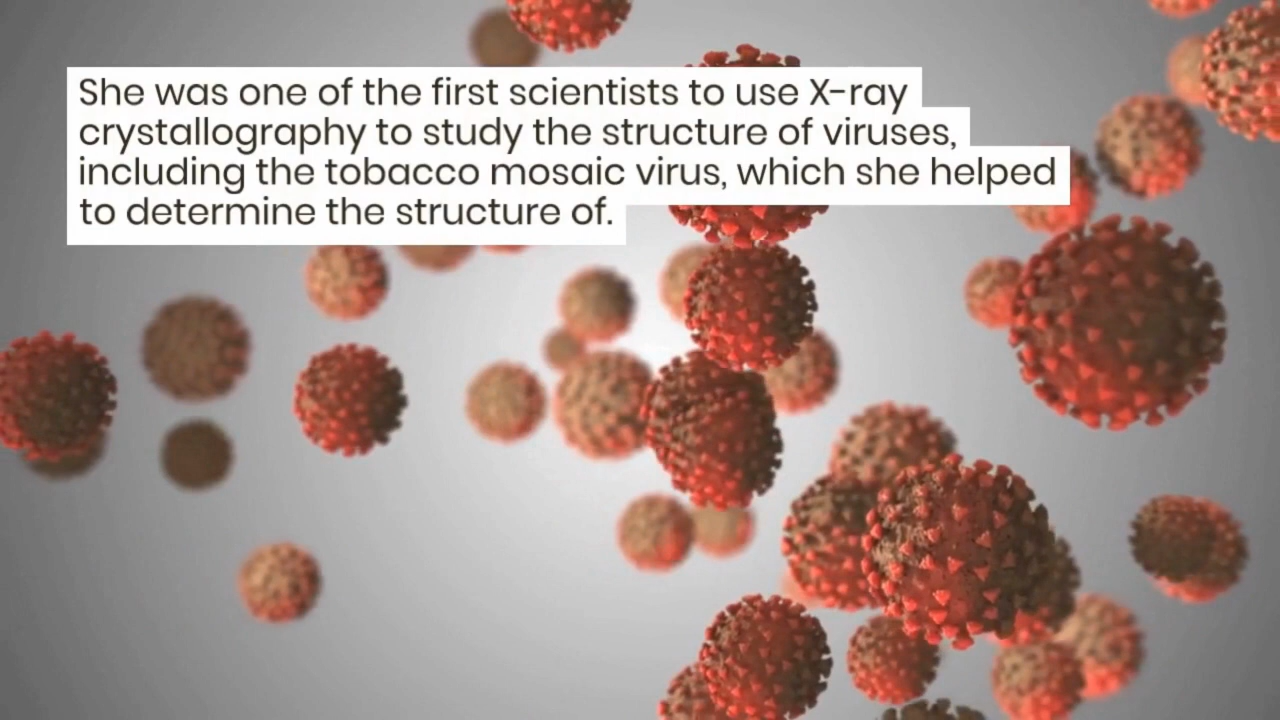 She was one of the first scientists to use X-ray
crystallography to study the structure of viruses,
including the tobacco mosaic virus, which she helped
to determine the structure of.